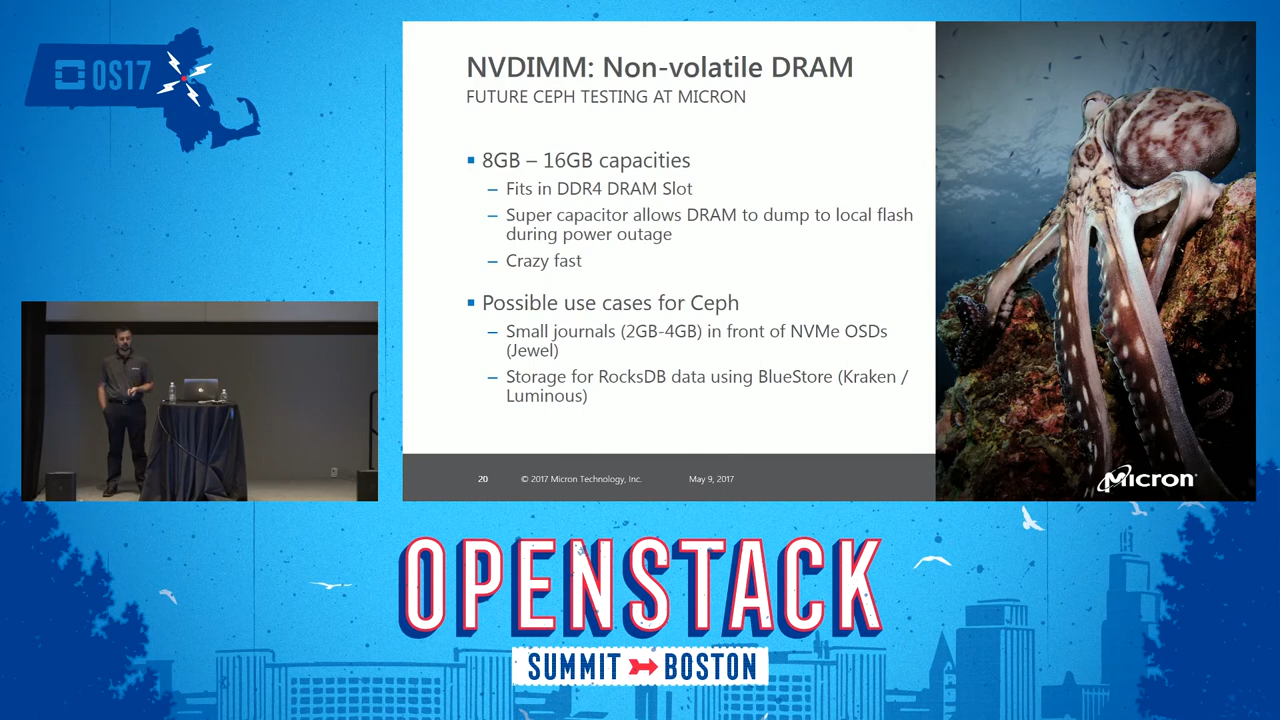 OS17
NVDIMM: Non-volatile DRAM
FUTURE CEPH TESTING AT MICRON
▪ 8GB – 16GB capacities
– Fits in DDR4 DRAM Slot
– Super capacitor allows DRAM to dump to local flash
during power outage
– Crazy fast
▪ Possible use cases for Ceph
– Small journals (2GB-4GB) in front of NVMe OSDs
(Jewel)
– Storage for RocksDB data using BlueStore (Kraken /
Luminous)
20 © 2017 Micron Technology, Inc. May 9, 2017
Micron
OPENSTACK
SUMMIT BOSTON